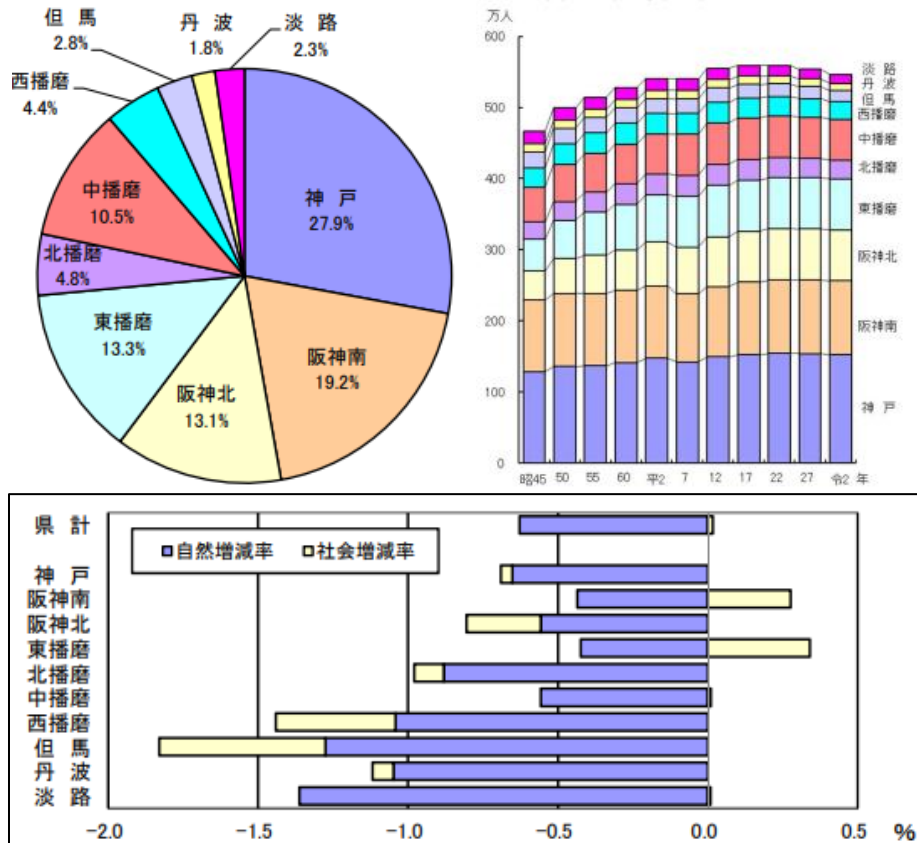 但 馬
2.8%
丹 波
1.8%
淡 路
2.3%
西播磨
4.4%
中播磨
10.5%
北播磨
4.8%
東播磨
13.3%
阪神北
13.1%
阪神南
19.2%
神 戸
27.9%
万人
600
500
400
300
200
100
0
昭45 50 55 60 平2 7 12 17 22 27 令2 年
淡 路
丹 波
但 馬
西播磨
中播磨
北播磨
東播磨
阪神北
阪神南
神 戸
県 計
自然増減率 社会増減率
神 戸
阪神南
阪神北
東播磨
北播磨
中播磨
西播磨
但 馬
丹 波
淡 路
-2.0 -1.5 -1.0 -0.5 0.0 0.5 %